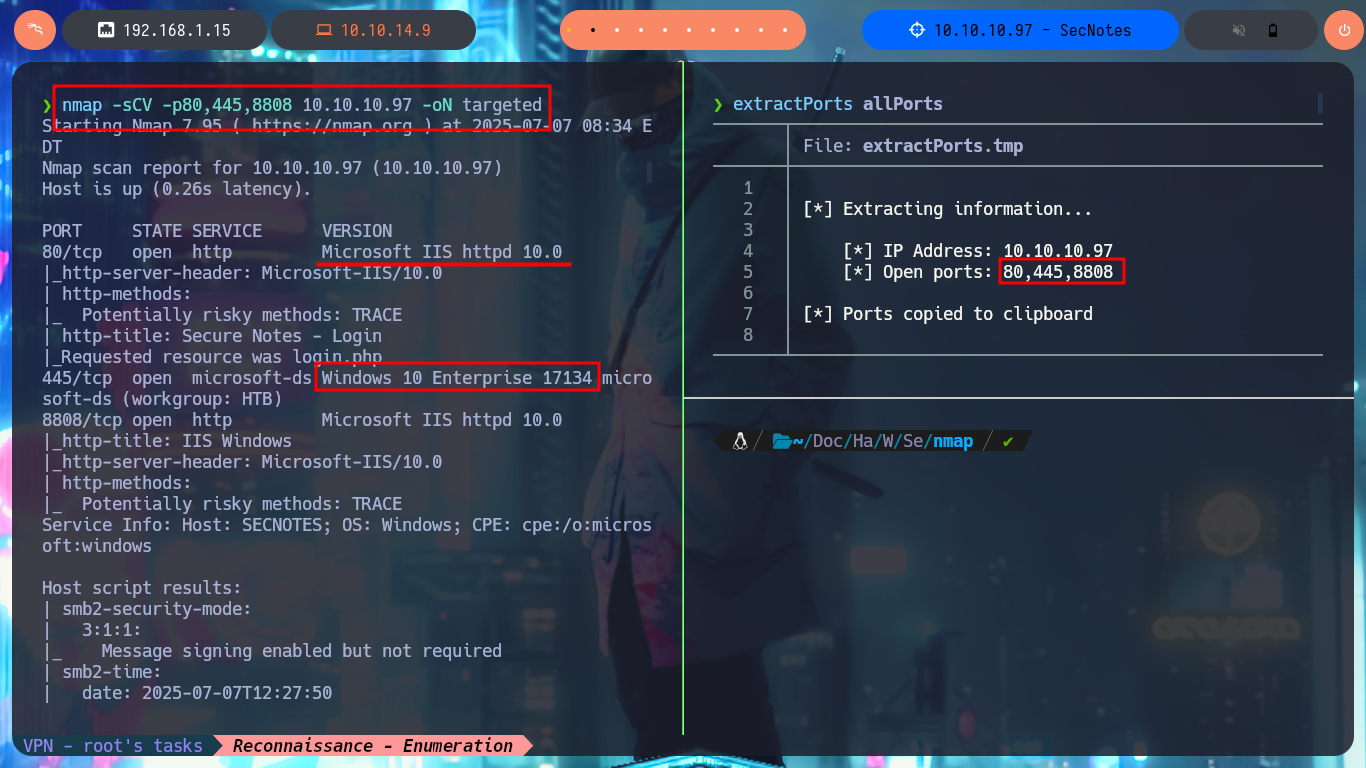 192.168.1.15
10.10.14.9
10.10.10.97 - SecNotes
❯ nmap -sCV -p80,445,8808 10.10.10.97 -oN targeted
Starting Nmap 7.95 ( https://nmap.org ) at 2025-07-07 08:34 E
DT
Nmap scan report for 10.10.10.97 (10.10.10.97)
Host is up (0.26s latency).
PORT     STATE SERVICE      VERSION
80/tcp   open  http         Microsoft IIS httpd 10.0
|_http-server-header: Microsoft-IIS/10.0
| http-methods:
|_  Potentially risky methods: TRACE
| http-title: Secure Notes - Login
|_Requested resource was login.php
445/tcp  open  microsoft-ds Windows 10 Enterprise 17134 micro
soft-ds (workgroup: HTB)
8808/tcp open  http         Microsoft IIS httpd 10.0
|_http-title: IIS Windows
|_http-server-header: Microsoft-IIS/10.0
| http-methods:
|_  Potentially risky methods: TRACE
Service Info: Host: SECNOTES; OS: Windows; CPE: cpe:/o:micros
oft:windows
Host script results:
| smb2-security-mode:
|   3:1:1:
|_    Message signing enabled but not required
| smb2-time:
|   date: 2025-07-07T12:27:50
❯ extractPorts allPorts
File: extractPorts.tmp
1
2 [*] Extracting information...
3
4     [*] IP Address: 10.10.10.97
5     [*] Open ports: 80,445,8808
6
7 [*] Ports copied to clipboard
8
~/Doc/Ha/W/Se/nmap ✔
VPN - root's tasks
Reconnaissance - Enumeration